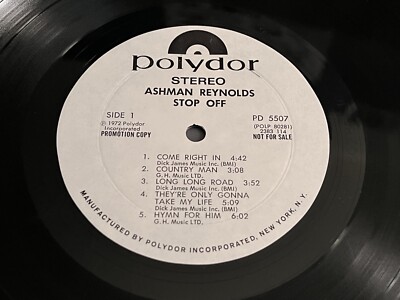 polydor
STEREO
ASHMAN REYNOLDS
STOP OFF
SIDE 1
℗ 1972 Polydor
Incorporated
PROMOTION COPY
PD 5507
(POLP 80281)
2383 114
NOT FOR SALE
1. COME RIGHT IN 4:42
Dick James Music Inc. (BMI)
2. COUNTRY MAN 3:08
G. H. Music LTD.
3. LONG LONG ROAD 3:52
Dick James Music Inc. (BMI)
4. THEY'RE ONLY GONNA
TAKE MY LIFE 5:09
Dick James Music Inc. (BMI)
5. HYMN FOR HIM 6:02
G. H. Music LTD.
MANUFACTURED BY POLYDOR INCORPORATED, NEW YORK, N.Y.